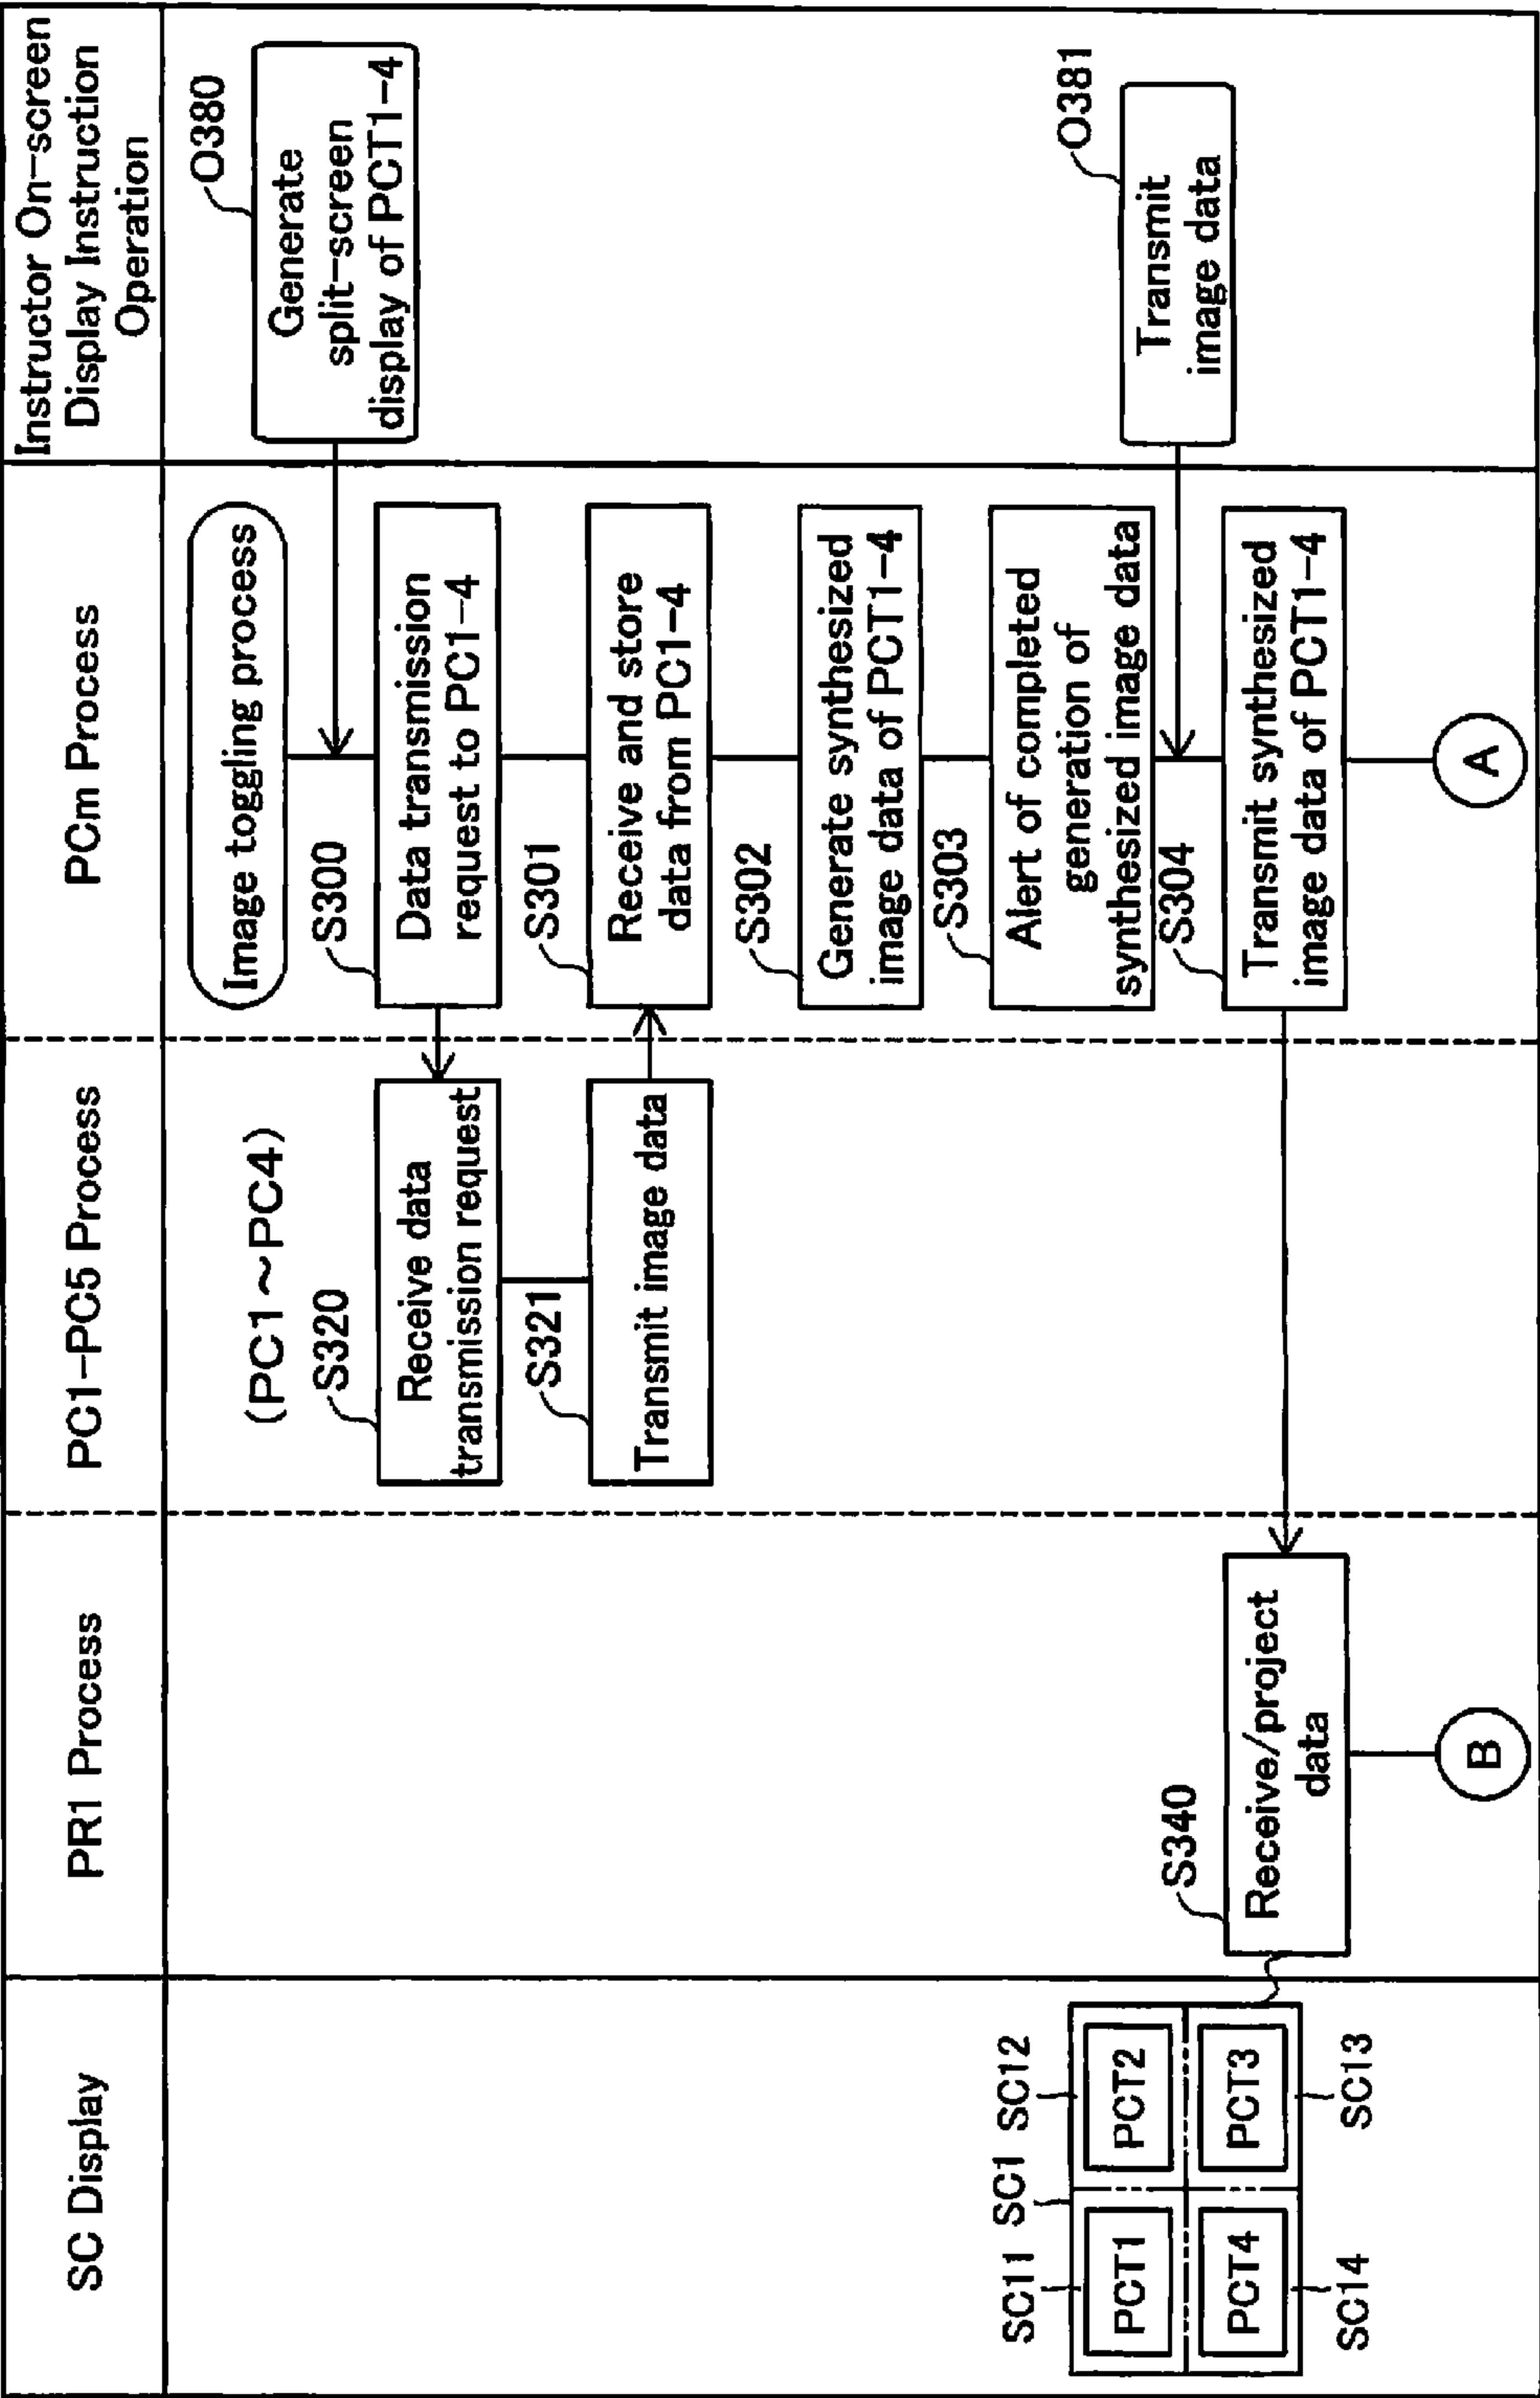 SC Display
PR1 Process
PC1-PC5 Process
PCm Process
Instructor On-screen
Display Instruction
Operation
Image toggling process
O380
Generate
split-screen
display of PCT1-4
(PC1~PC4)
S320
Receive data
transmission request
S300
Data transmission
request to PC1-4
S321
Transmit image data
S301
Receive and store
data from PC1-4
S302
Generate synthesized
image data of PCT1-4
S303
Alert of completed
generation of
synthesized image data
O381
Transmit
image data
S304
Transmit synthesized
image data of PCT1-4
S340
Receive/project
data
SC11
SC1
SC12
PCT1
PCT2
PCT4
PCT3
SC14
SC13
B
A